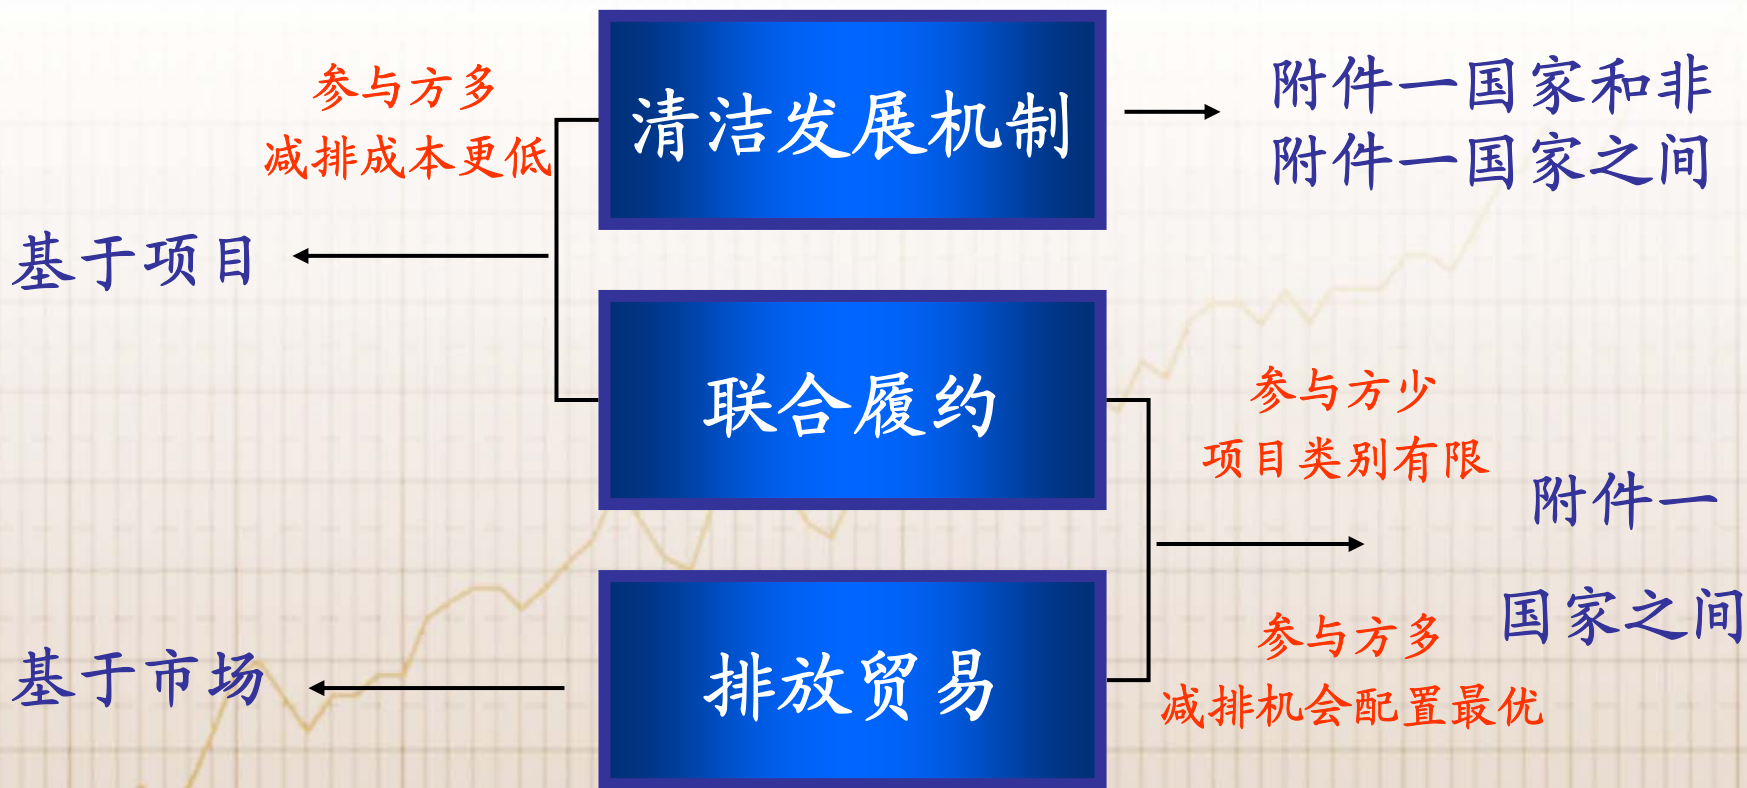 参与方多
减排成本更低
清洁发展机制
附件一国家和非
附件一国家之间
基于项目
联合履约
参与方少
项目类别有限
附件一
国家之间
基于市场
排放贸易
参与方多
减排机会配置最优